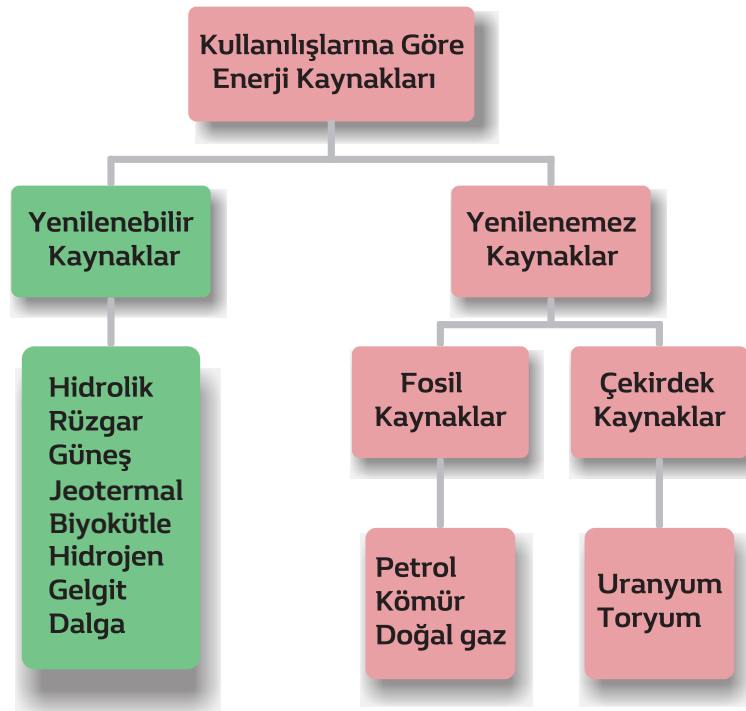 Kullanılışlarına Göre
Enerji Kaynakları
Yenilenebilir
Kaynaklar
Yenilenemez
Kaynaklar
Hidrolik
Rüzgar
Güneş
Jeotermal
Biyokütle
Hidrojen
Gelgit
Dalga
Fosil
Kaynaklar
Çekirdek
Kaynaklar
Petrol
Kömür
Doğal gaz
Uranyum
Toryum